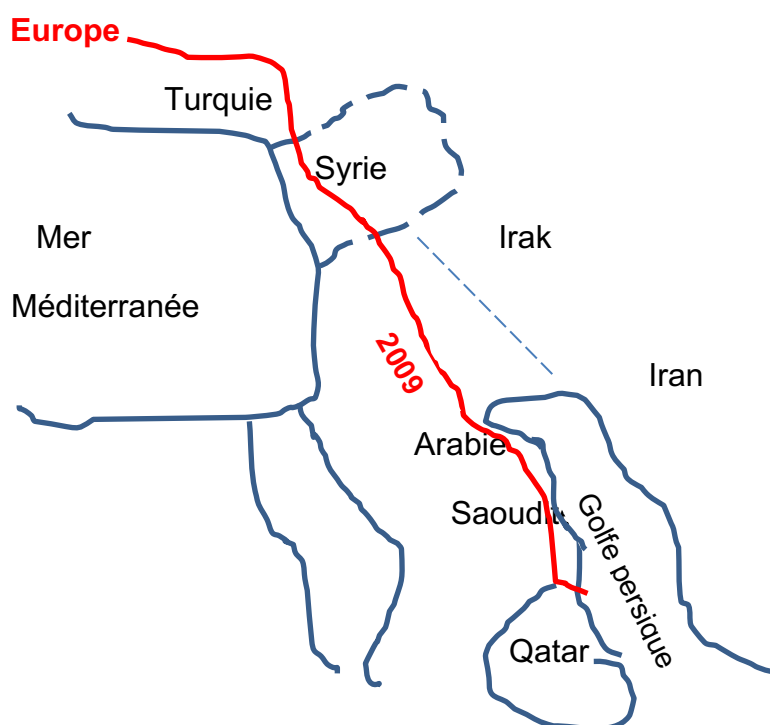 Europe
Turquie
Syrie
Mer
Irak
Méditerranée
2009
Iran
Arabie
Saoudite
Golfe persique
Qatar